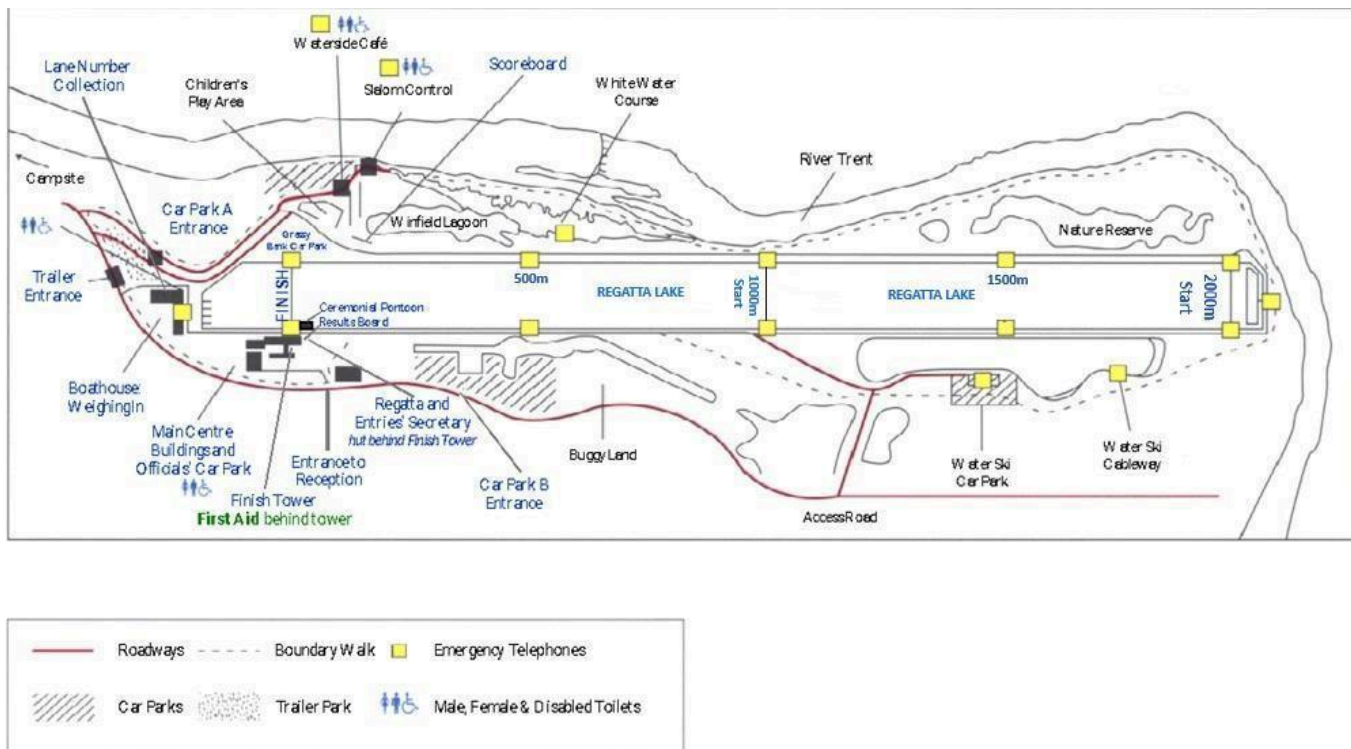 Waterside Café
Lane Number
Collection
Children's
Play Area
Slalom Control
Scoreboard
White Water
Course
River Trent
Campsite
Car Park A
Entrance
Winfield Lagoon
Nature Reserve
Grassy
Bank Car Park
Trailer
Entrance
FINISH
500m
REGATTA LAKE
1000m
Start
REGATTA LAKE
1500m
2000m
Start
Ceremonial Pontoon
Results Board
Boathouse:
Weighing In
Main Centre
Buildings and
Officials' Car Park
Finish Tower
First Aid behind tower
Entrance to
Reception
Regatta and
Entries' Secretary
hut behind Finish Tower
Car Park B
Entrance
Buggy Land
Access Road
Water Ski
Car Park
Water Ski
Cableway
Roadways
Boundary Walk
Emergency Telephones
Car Parks
Trailer Park
Male, Female & Disabled Toilets